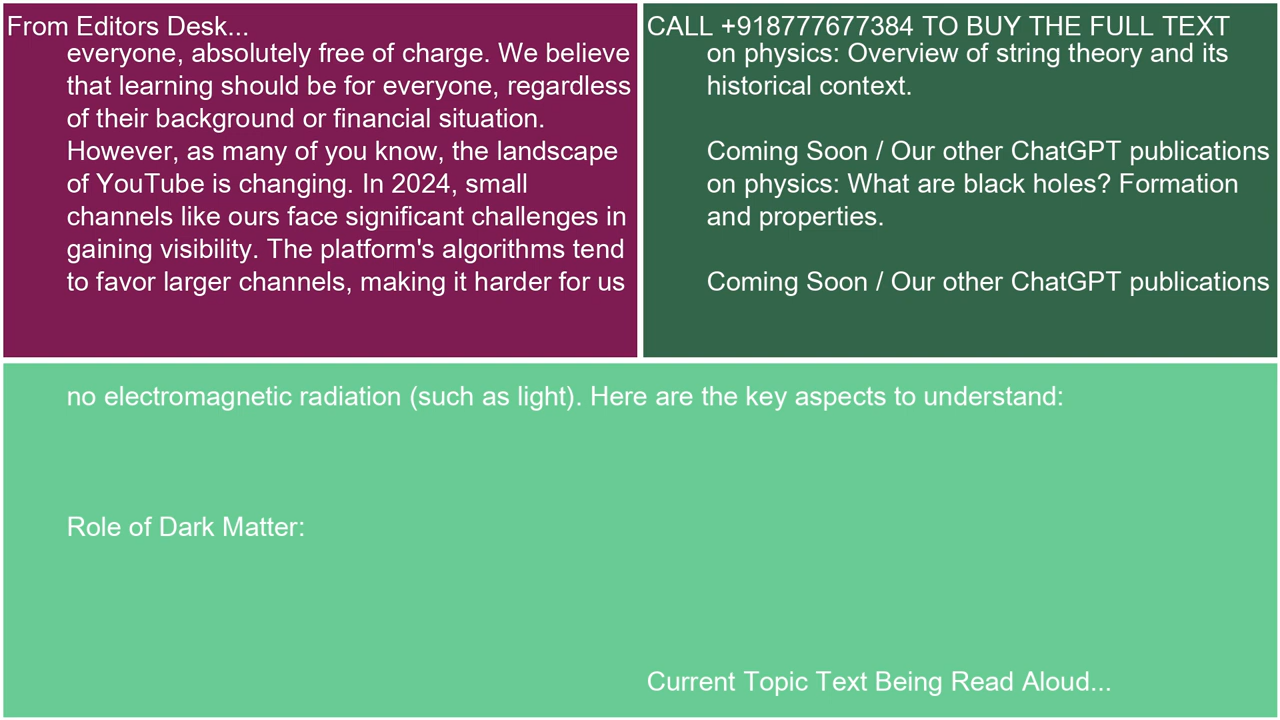 From Editors Desk...
everyone, absolutely free of charge. We believe
that learning should be for everyone, regardless
of their background or financial situation.
However, as many of you know, the landscape
of YouTube is changing. In 2024, small
channels like ours face significant challenges in
gaining visibility. The platform's algorithms tend
to favor larger channels, making it harder for us
CALL +918777677384 TO BUY THE FULL TEXT
on physics: Overview of string theory and its
historical context.
Coming Soon / Our other ChatGPT publications
on physics: What are black holes? Formation
and properties.
Coming Soon / Our other ChatGPT publications
no electromagnetic radiation (such as light). Here are the key aspects to understand:
Role of Dark Matter:
Current Topic Text Being Read Aloud...